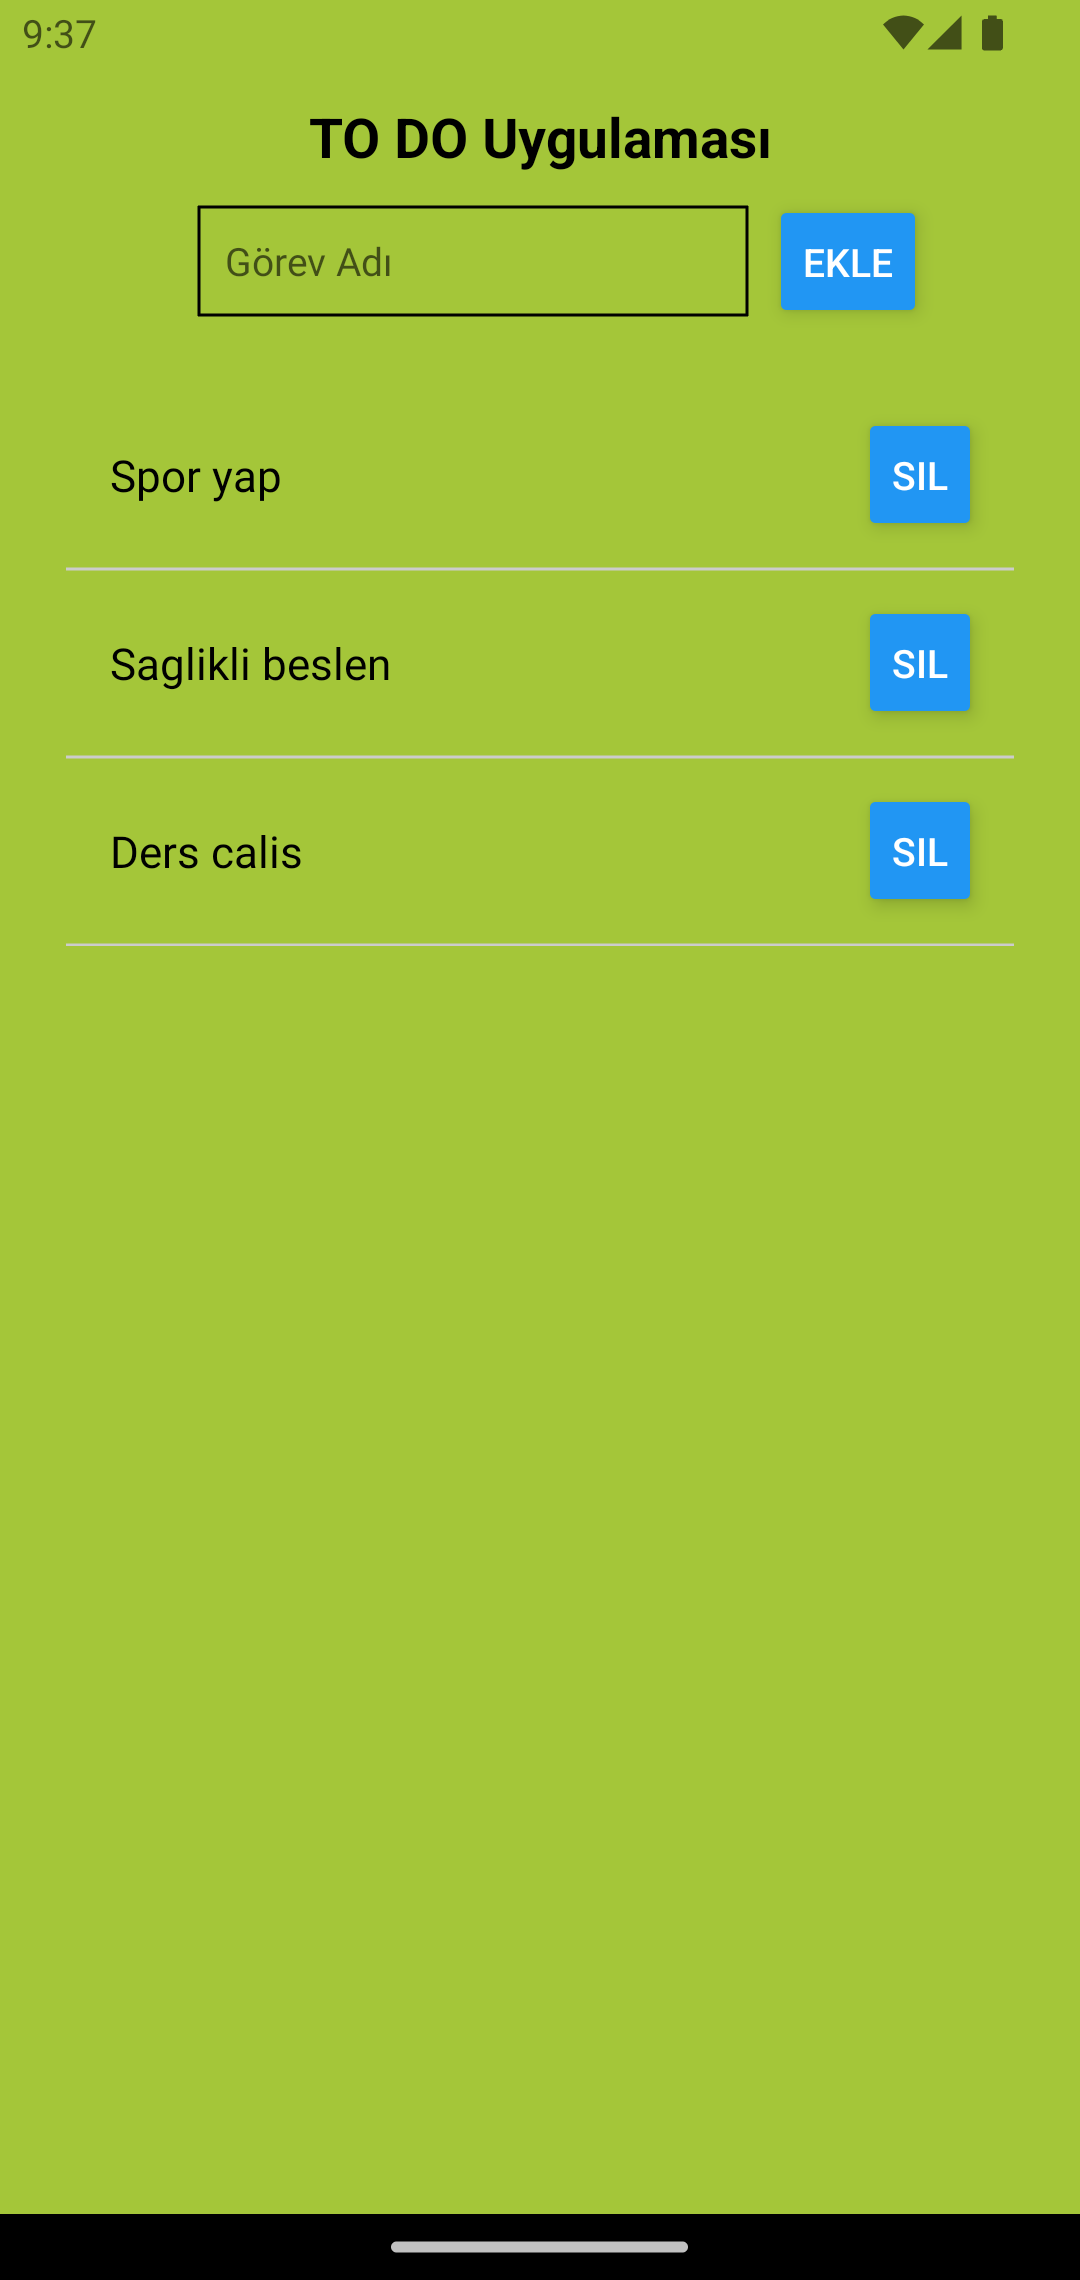 9:37
TO DO Uygulaması
Görev Adı EKLE
Spor yap SIL
Saglikli beslen SIL
Ders calis SIL